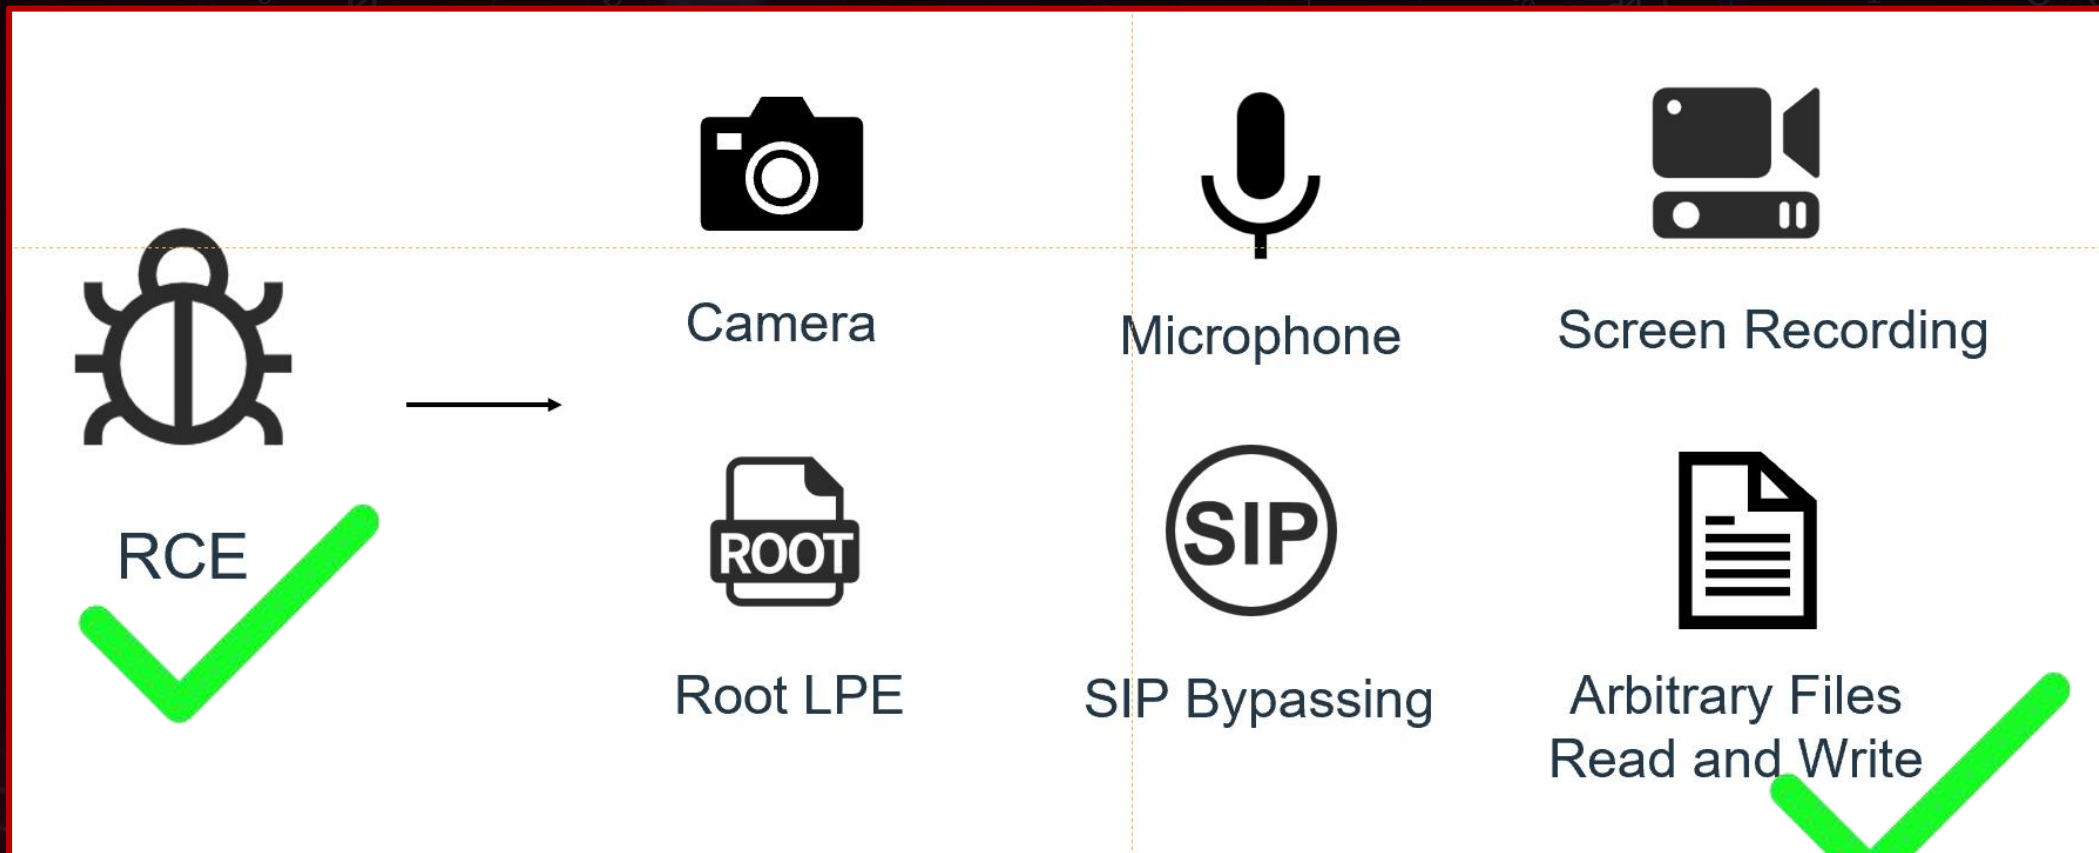 Camera
Microphone
Screen Recording
RCE
ROOT
SIP
Root LPE
SIP Bypassing
Arbitrary Files
Read and Write